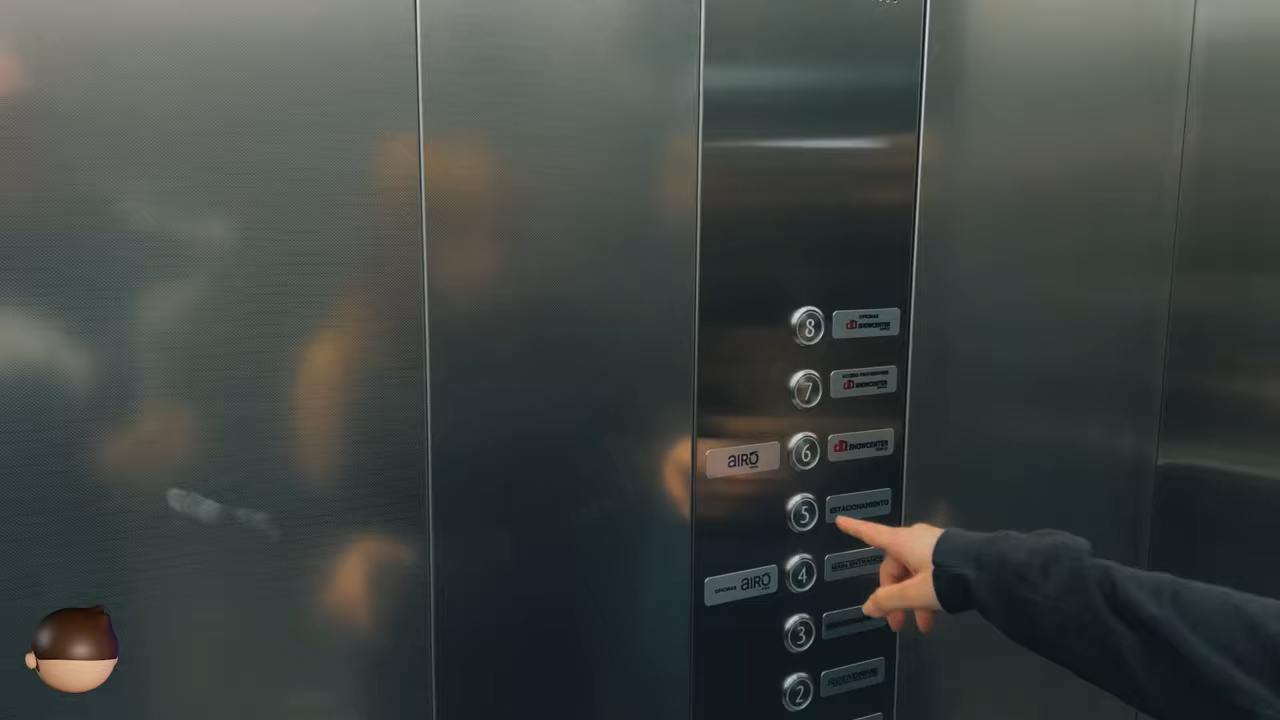 8
OFICINAS
SHOWCENTER
7
SHOWCENTER
airo
6
SHOWCENTER
5
ESTACIONAMIENTO
4
MAIN ENTRANCE
OFICINAS airo
3
2